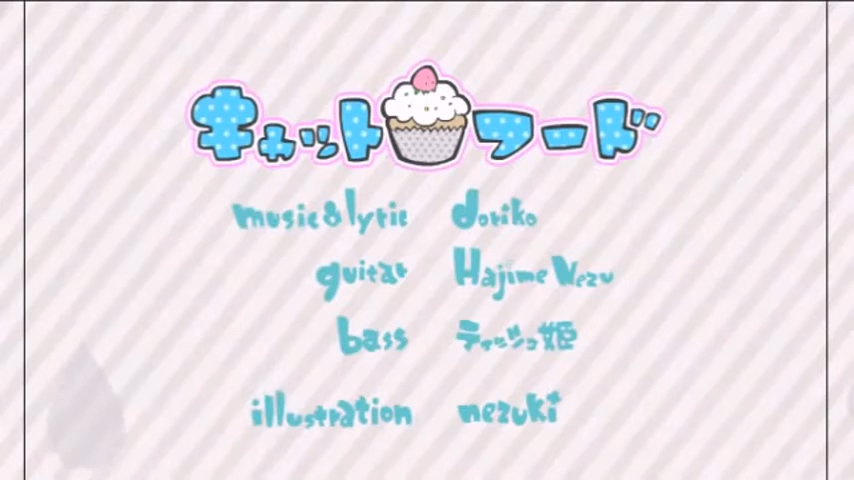 キャットフード
music&lyric doriko
guitar Hajime Nezu
bass ティッシュ姫
illustration nezuki